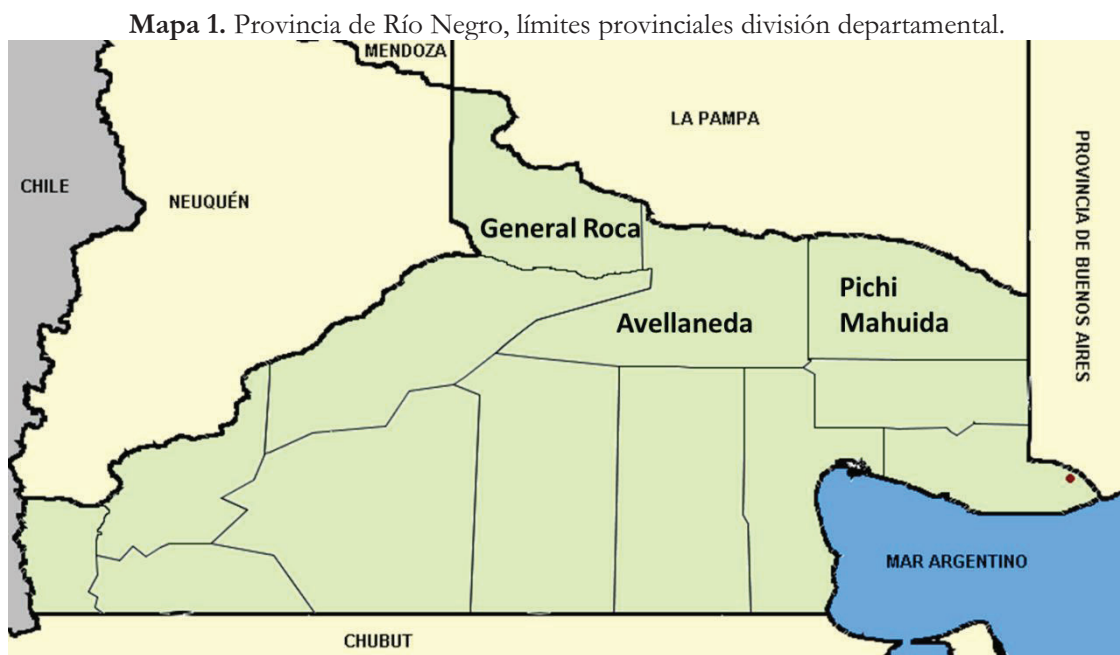 Mapa 1. Provincia de Río Negro, límites provinciales división departamental.
MENDOZA
LA PAMPA
CHILE
NEUQUÉN
PROVINCIA DE BUENOS AIRES
General Roca
Avellaneda
Pichi
Mahuida
MAR ARGENTINO
CHUBUT